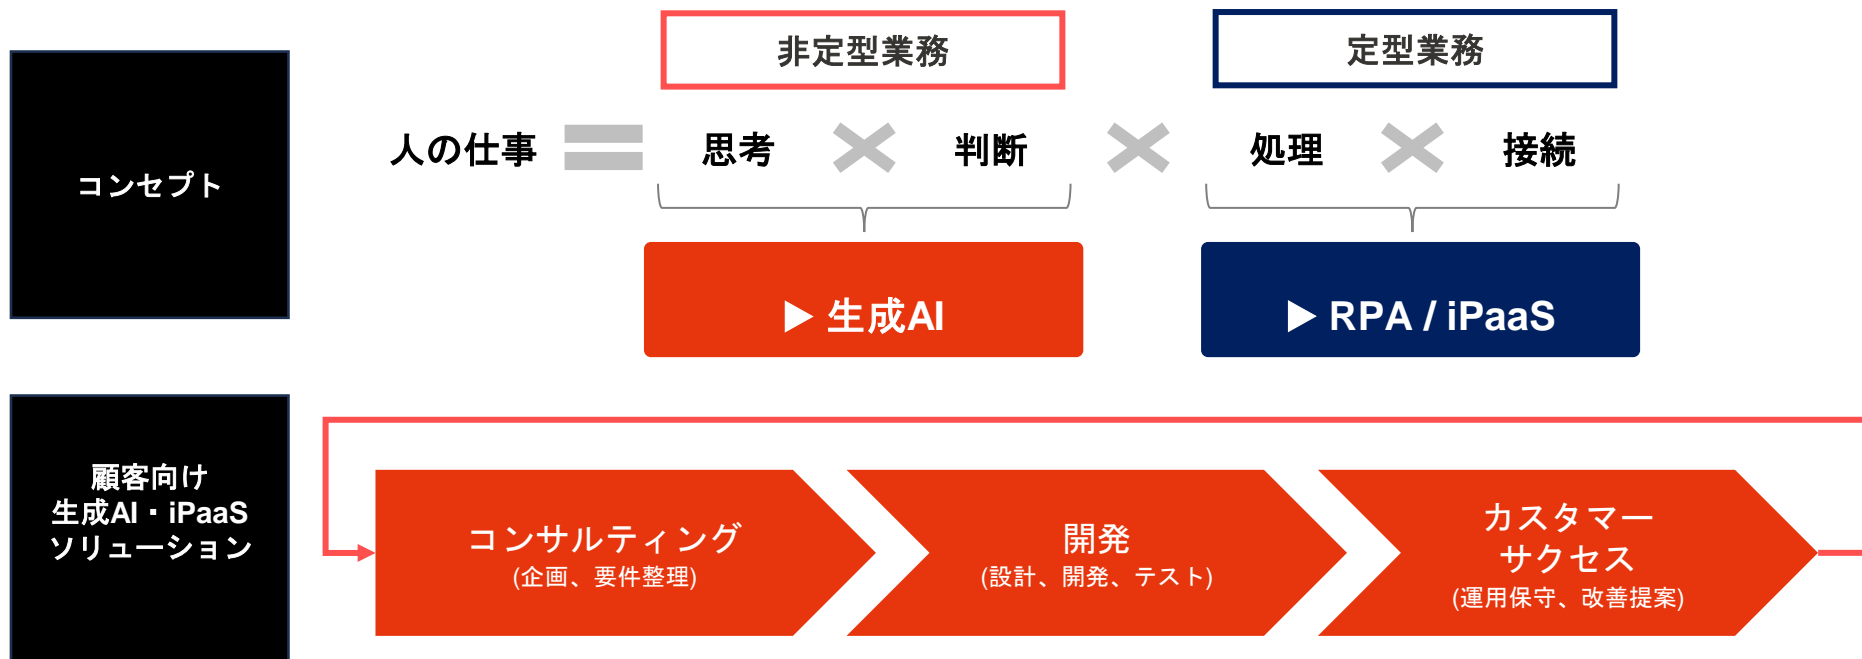 コンセプト
非定型業務
定型業務
人の仕事 = 思考 × 判断 × 処理 × 接続
▶ 生成AI
▶ RPA / iPaaS
顧客向け
生成AI・iPaaS
ソリューション
コンサルティング
(企画、要件整理)
開発
(設計、開発、テスト)
カスタマー
サクセス
(運用保守、改善提案)